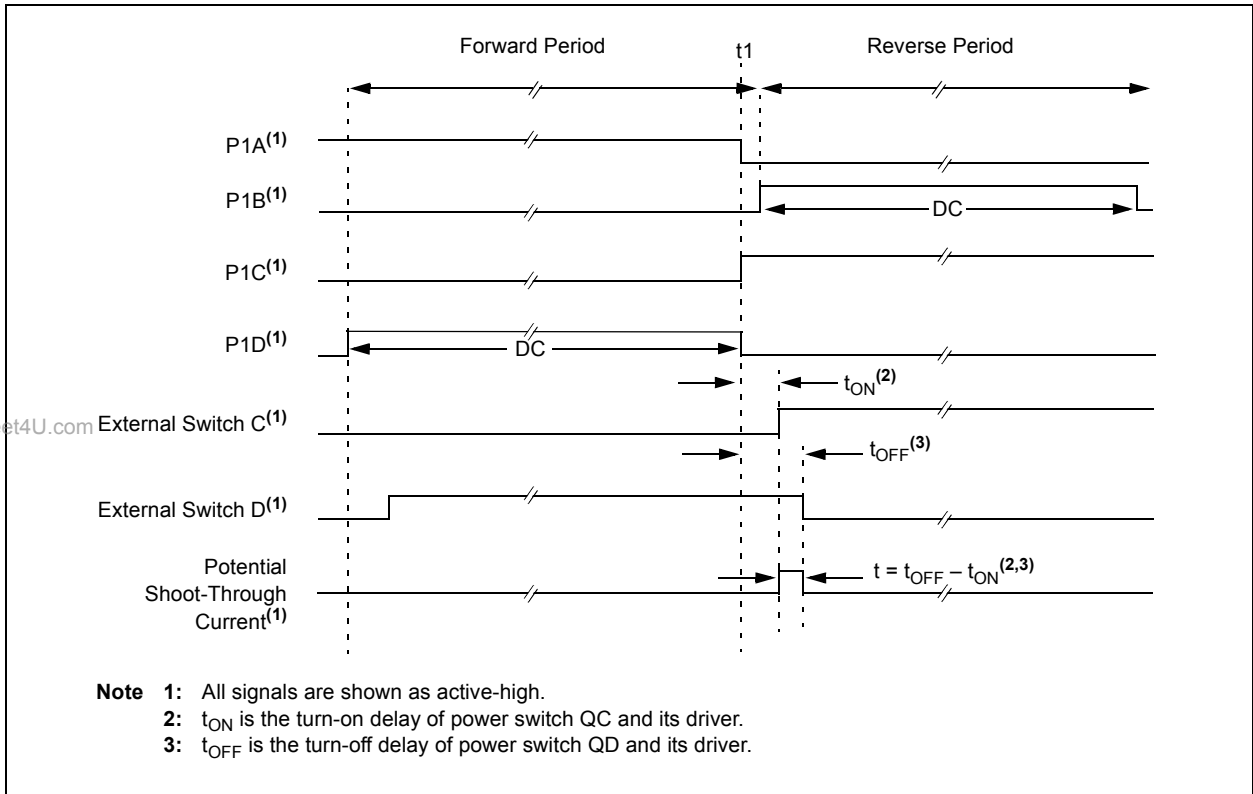 Forward Period
t1
Reverse Period
P1A(1)
P1B(1)
DC
P1C(1)
P1D(1)
DC
tON(2)
et4U.com
External Switch C(1)
tOFF(3)
External Switch D(1)
Potential
Shoot-Through
Current(1)
t = tOFF – tON(2,3)
Note 1: All signals are shown as active-high.
2: tON is the turn-on delay of power switch QC and its driver.
3: tOFF is the turn-off delay of power switch QD and its driver.